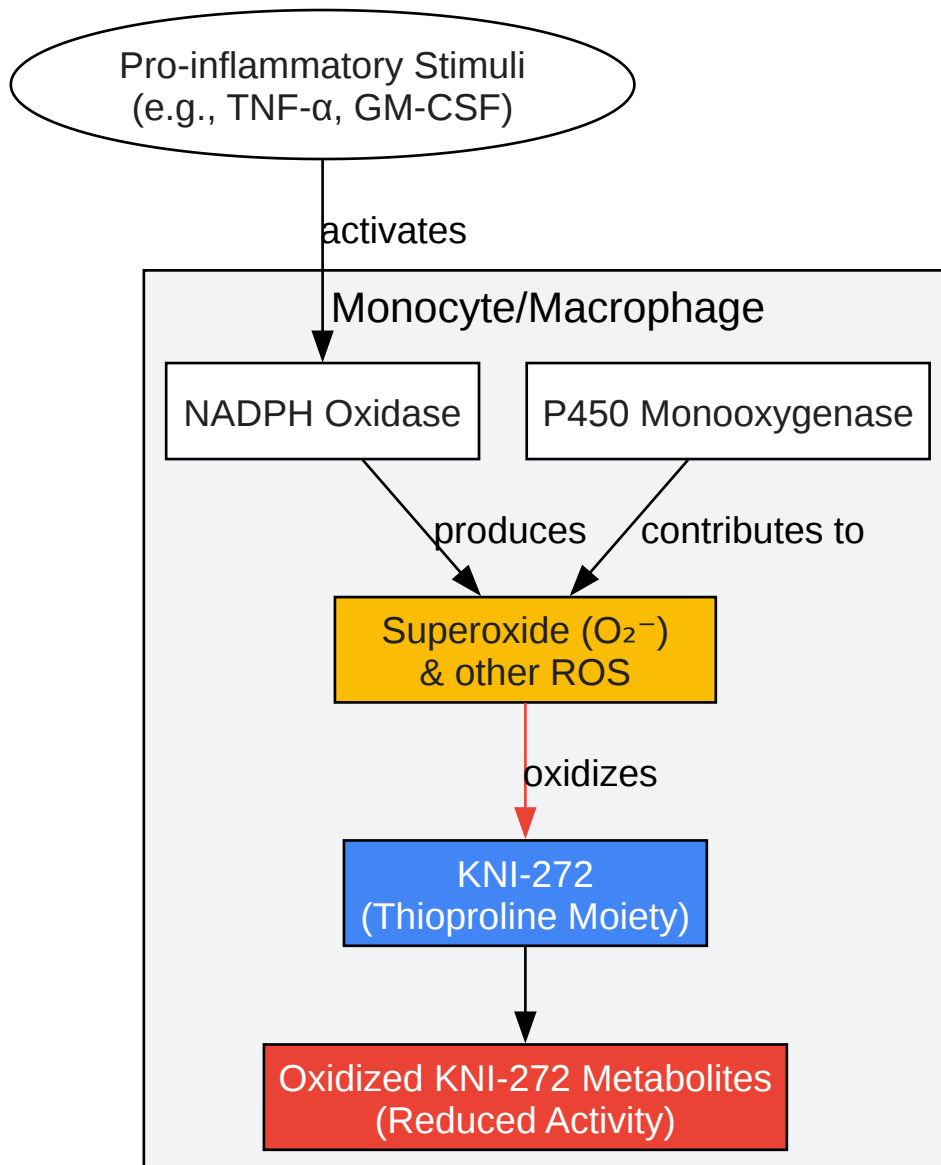 Pro-inflammatory Stimuli
(e.g., TNF-α, GM-CSF)
activates
Monocyte/Macrophage
NADPH Oxidase
P450 Monooxygenase
produces
contributes to
Superoxide (O₂⁻)
& other ROS
oxidizes
KNI-272
(Thioproline Moiety)
Oxidized KNI-272 Metabolites
(Reduced Activity)